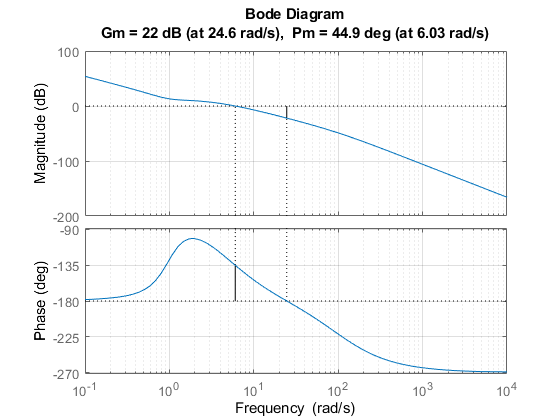 Bode Diagram
Gm = 22 dB (at 24.6 rad/s),  Pm = 44.9 deg (at 6.03 rad/s)
Magnitude (dB)
100
0
-100
-200
Phase (deg)
-90
-135
-180
-225
-270
10^-1 10^0 10^1 10^2 10^3 10^4
Frequency (rad/s)